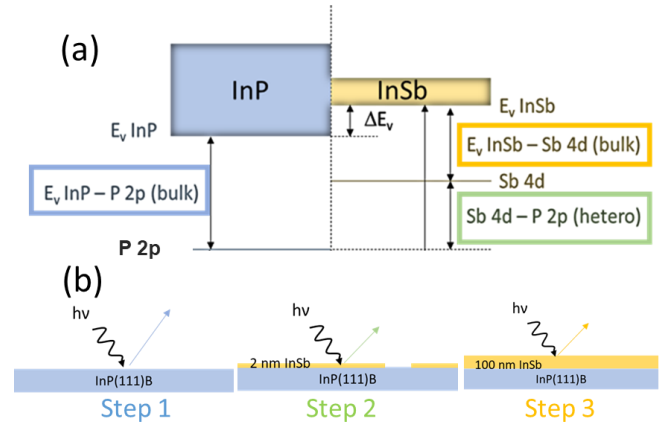 (a)
InP
InSb
E_v InSb
ΔE_v
E_v InP
E_v InSb – Sb 4d (bulk)
E_v InP – P 2p (bulk)
Sb 4d
Sb 4d – P 2p (hetero)
P 2p
(b)
hν
hν
hν
2 nm InSb
100 nm InSb
InP(111)B
InP(111)B
InP(111)B
Step 1
Step 2
Step 3